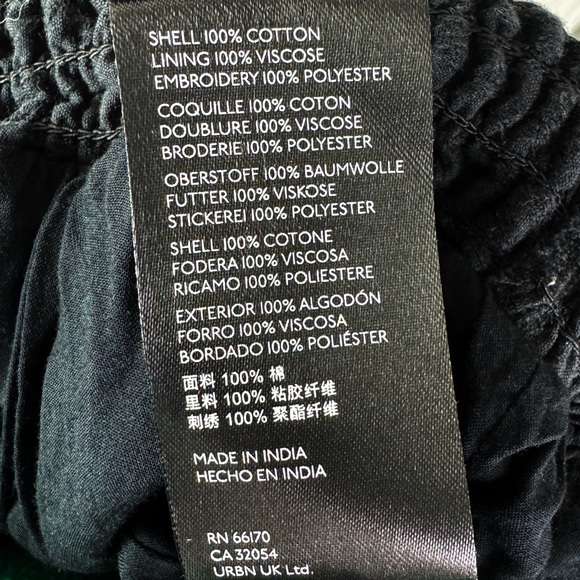 SHELL 100% COTTON
LINING 100% VISCOSE
EMBROIDERY 100% POLYESTER
COQUILLE 100% COTON
DOUBLURE 100% VISCOSE
BRODERIE 100% POLYESTER
OBERSTOFF 100% BAUMWOLLE
FUTTER 100% VISKOSE
STICKEREI 100% POLYESTER
SHELL 100% COTONE
FODERA 100% VISCOSA
RICAMO 100% POLIESTERE
EXTERIOR 100% ALGODÓN
FORRO 100% VISCOSA
BORDADO 100% POLIÉSTER
面料 100% 棉
里料 100% 粘胶纤维
刺绣 100% 聚酯纤维
MADE IN INDIA
HECHO EN INDIA
RN 66170
CA 32054
URBN UK Ltd.